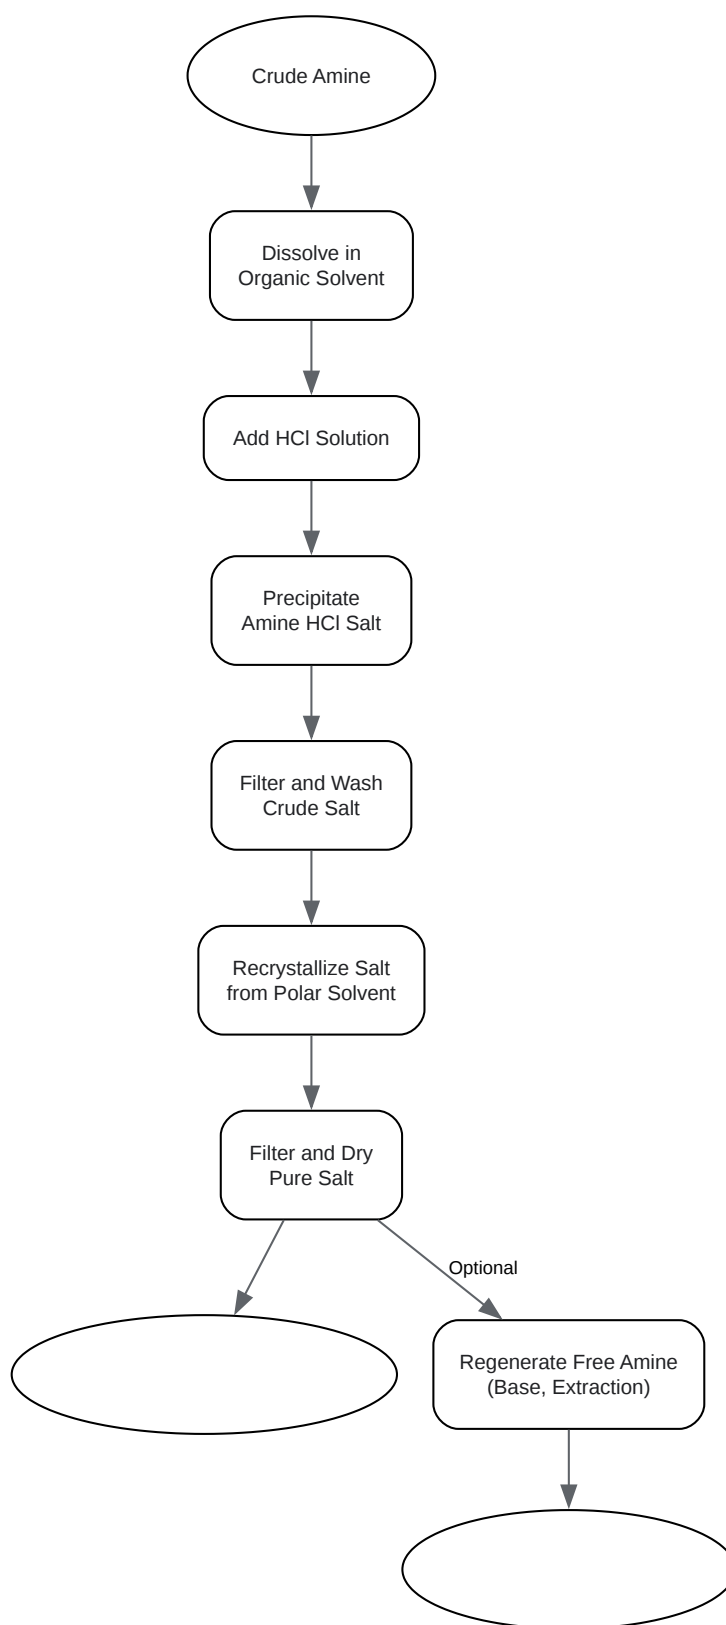 Crude Amine
Dissolve in
Organic Solvent
Add HCl Solution
Precipitate
Amine HCl Salt
Filter and Wash
Crude Salt
Recrystallize Salt
from Polar Solvent
Filter and Dry
Pure Salt
Optional
Regenerate Free Amine
(Base, Extraction)